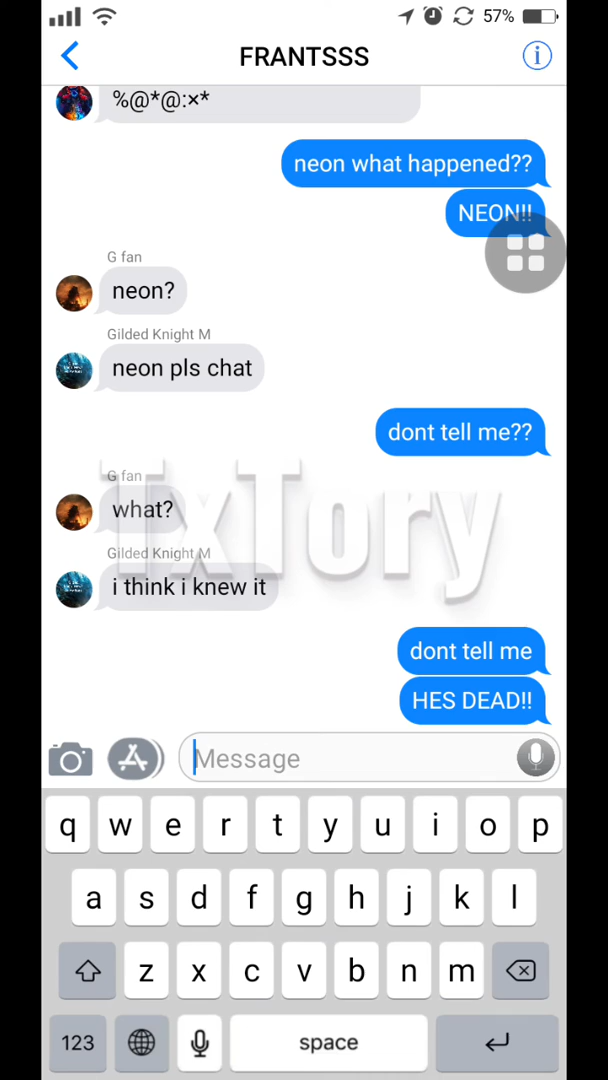 57%
FRANTSSS
%@*@:×*
neon what happened??
NEON!!
G fan
neon?
Gilded Knight M
neon pls chat
dont tell me??
G fan
what?
TxTory
Gilded Knight M
i think i knew it
dont tell me
HES DEAD!!
Message
q w e r t y u i o p
a s d f g h j k l
z x c v b n m
123 space